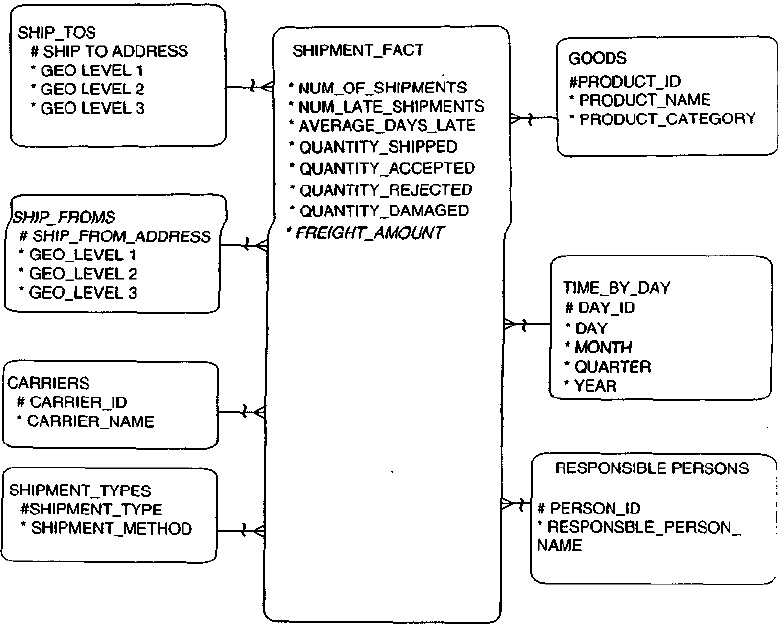 SHIP_TOS
# SHIP TO ADDRESS
* GEO LEVEL 1
* GEO LEVEL 2
* GEO LEVEL 3
SHIP_FROMS
# SHIP_FROM_ADDRESS
* GEO_LEVEL 1
* GEO_LEVEL 2
* GEO_LEVEL 3
CARRIERS
# CARRIER_ID
* CARRIER_NAME
SHIPMENT_TYPES
#SHIPMENT_TYPE
* SHIPMENT_METHOD
SHIPMENT_FACT
* NUM_OF_SHIPMENTS
* NUM_LATE_SHIPMENTS
* AVERAGE_DAYS_LATE
* QUANTITY_SHIPPED
* QUANTITY_ACCEPTED
* QUANTITY_REJECTED
* QUANTITY_DAMAGED
* FREIGHT_AMOUNT
GOODS
#PRODUCT_ID
* PRODUCT_NAME
* PRODUCT_CATEGORY
TIME_BY_DAY
# DAY_ID
* DAY
* MONTH
* QUARTER
* YEAR
RESPONSIBLE PERSONS
# PERSON_ID
* RESPONSBLE_PERSON_
NAME